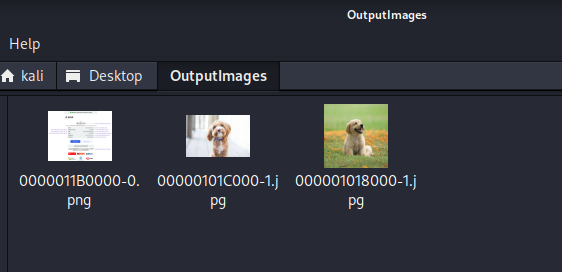 OutputImages
Help
kali Desktop OutputImages
0000011B0000-0. 00000101C000-1.j 000001018000-1.j
png pg pg